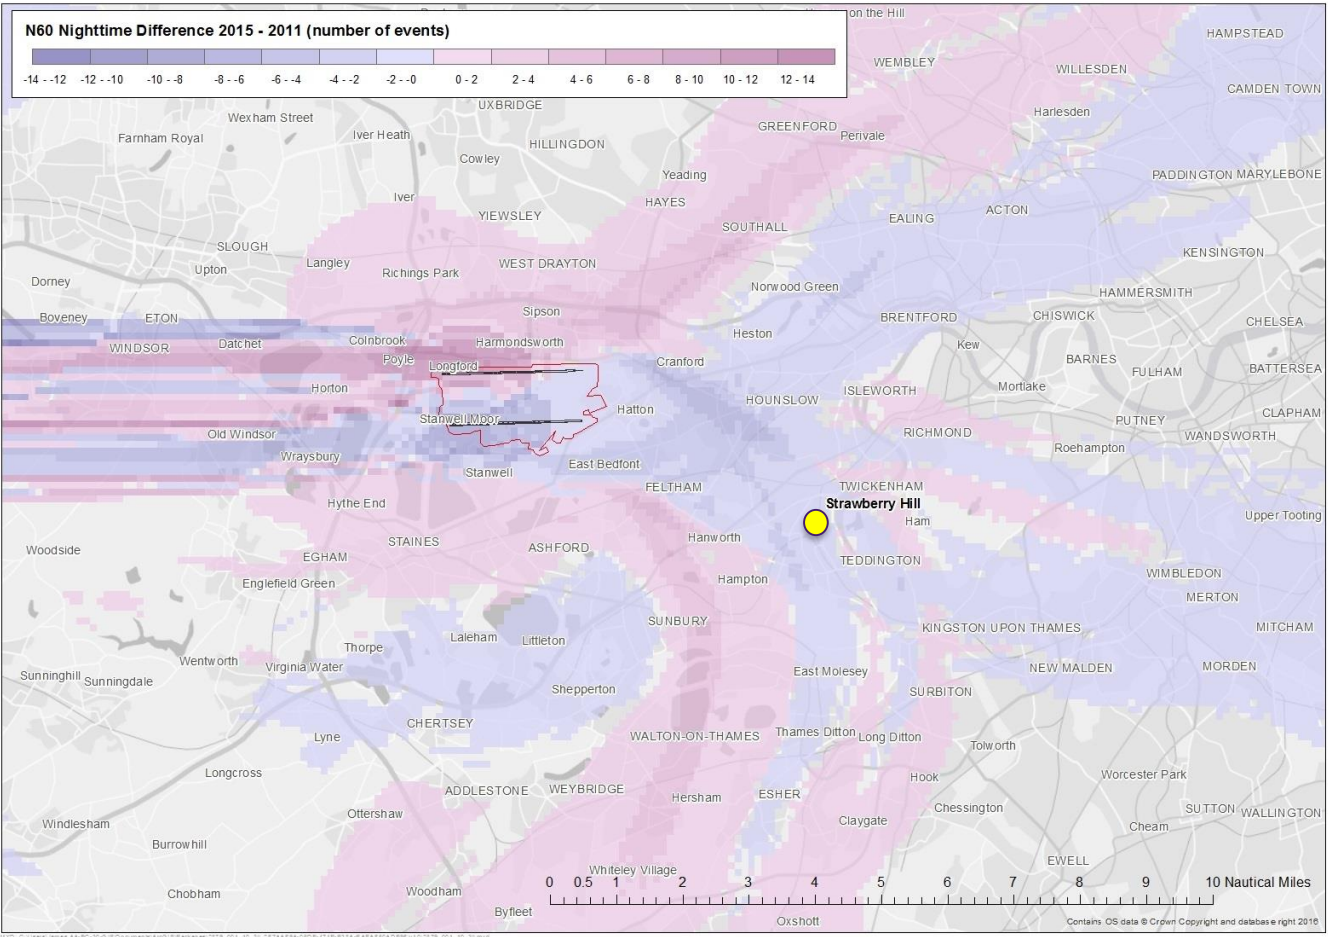 on the Hill
N60 Nighttime Difference 2015 - 2011 (number of events)
-14 - -12 -12 - -10 -10 - -8 -8 - -6 -6 - -4 -4 - -2 -2 - -0 0 - 2 2 - 4 4 - 6 6 - 8 8 - 10 10 - 12 12 - 14
HAMPSTEAD
WEMBLEY
WILLESDEN
CAMDEN TOWN
UXBRIDGE
Wexham Street
Harlesden
Farnham Royal
Iver Heath
GREENFORD
Perivale
HILLINGDON
Cowley
Yeading
PADDINGTON MARYLEBONE
Iver
HAYES
YIEWSLEY
ACTON
EALING
SOUTHALL
SLOUGH
KENSINGTON
Langley
Upton
Richings Park
WEST DRAYTON
Dorney
Norwood Green
HAMMERSMITH
Sipson
Boveney
ETON
BRENTFORD
CHISWICK
CHELSEA
Heston
WINDSOR
Datchet
Colnbrook
Harmondsworth
Kew
Poyle
BARNES
Longford
Cranford
BATTERSEA
FULHAM
Horton
ISLEWORTH
Mortlake
HOUNSLOW
Hatton
CLAPHAM
Stanwell Moor
PUTNEY
Old Windsor
RICHMOND
WANDSWORTH
Roehampton
Wraysbury
East Bedfont
Stanwell
FELTHAM
TWICKENHAM
Hythe End
Strawberry Hill
Upper Tooting
Ham
STAINES
Hanworth
Woodside
ASHFORD
EGHAM
TEDDINGTON
Englefield Green
Hampton
WIMBLEDON
MERTON
SUNBURY
KINGSTON UPON THAMES
MITCHAM
Laleham
Littleton
Thorpe
Wentworth
Virginia Water
NEW MALDEN
MORDEN
Sunninghill
Sunningdale
East Molesey
Shepperton
SURBITON
CHERTSEY
Lyne
WALTON-ON-THAMES
Thames Ditton
Long Ditton
Tolworth
Longcross
Hook
Worcester Park
ADDLESTONE
WEYBRIDGE
Hersham
ESHER
Chessington
SUTTON
WALLINGTON
Ottershaw
Claygate
Windlesham
Cheam
Burrowhill
EWELL
Whiteley Village
0 0.5 1 2 3 4 5 6 7 8 9 10 Nautical Miles
Chobham
Woodham
Byfleet
Oxshott
Contains OS data © Crown Copyright and database right 2016